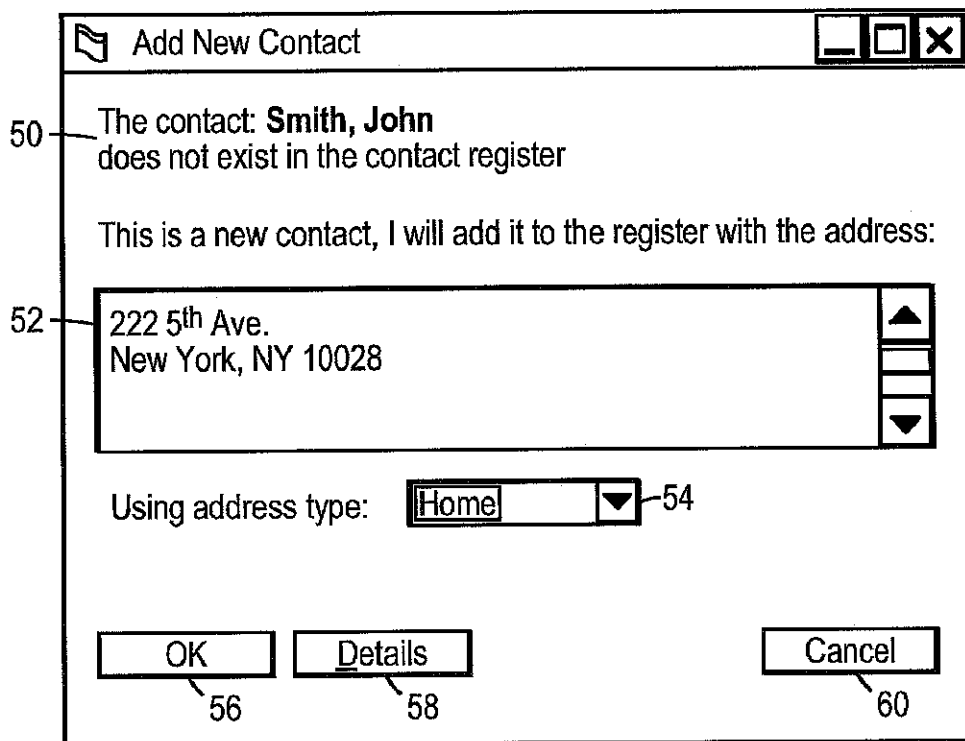 Add New Contact
50
The contact: Smith, John
does not exist in the contact register
This is a new contact, I will add it to the register with the address:
52
222 5th Ave.
New York, NY 10028
Using address type: Home
54
OK Details Cancel
56 58 60